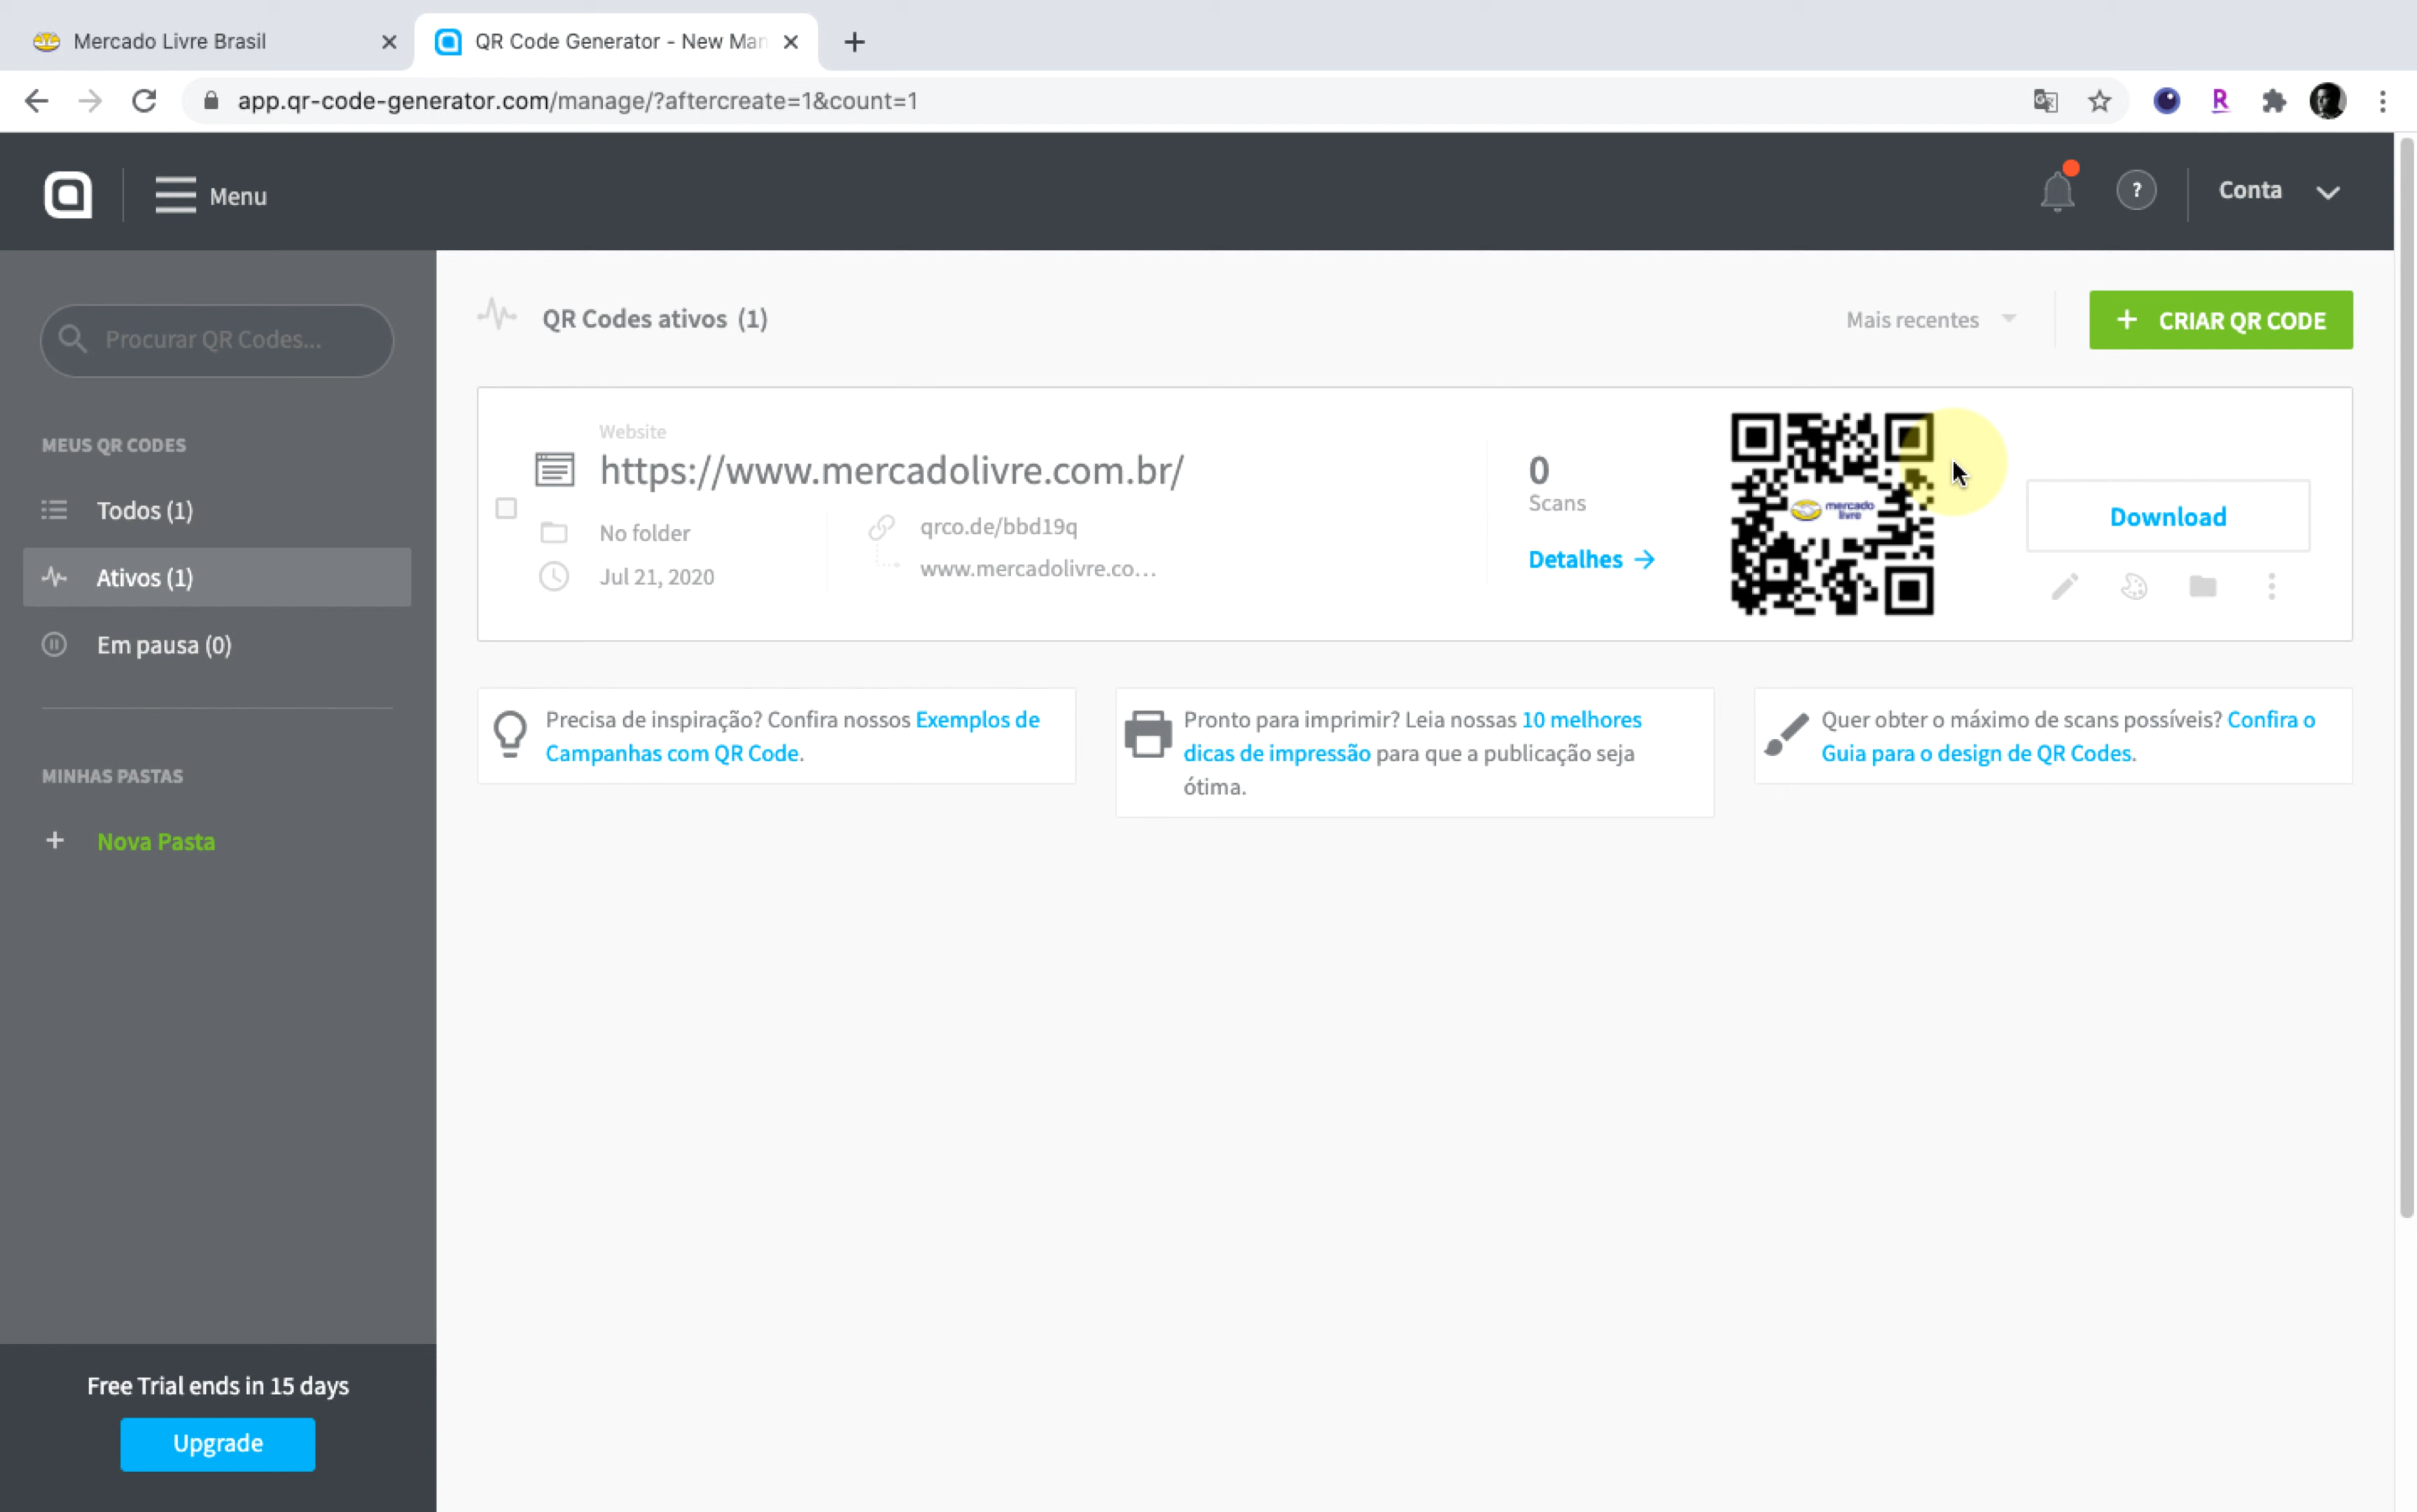 Mercado Livre Brasil
QR Code Generator - New Man
app.qr-code-generator.com/manage/?aftercreate=1&count=1
R
Menu
?
Conta
Procurar QR Codes...
MEUS QR CODES
Todos (1)
Ativos (1)
Em pausa (0)
MINHAS PASTAS
+ Nova Pasta
Free Trial ends in 15 days
Upgrade
QR Codes ativos (1)
Mais recentes
+ CRIAR QR CODE
Website
https://www.mercadolivre.com.br/
No folder
Jul 21, 2020
qrco.de/bbd19q
www.mercadolivre.co...
0
Scans
Detalhes →
mercado
livre
Download
Precisa de inspiração? Confira nossos Exemplos de
Campanhas com QR Code.
Pronto para imprimir? Leia nossas 10 melhores
dicas de impressão para que a publicação seja
ótima.
Quer obter o máximo de scans possíveis? Confira o
Guia para o design de QR Codes.